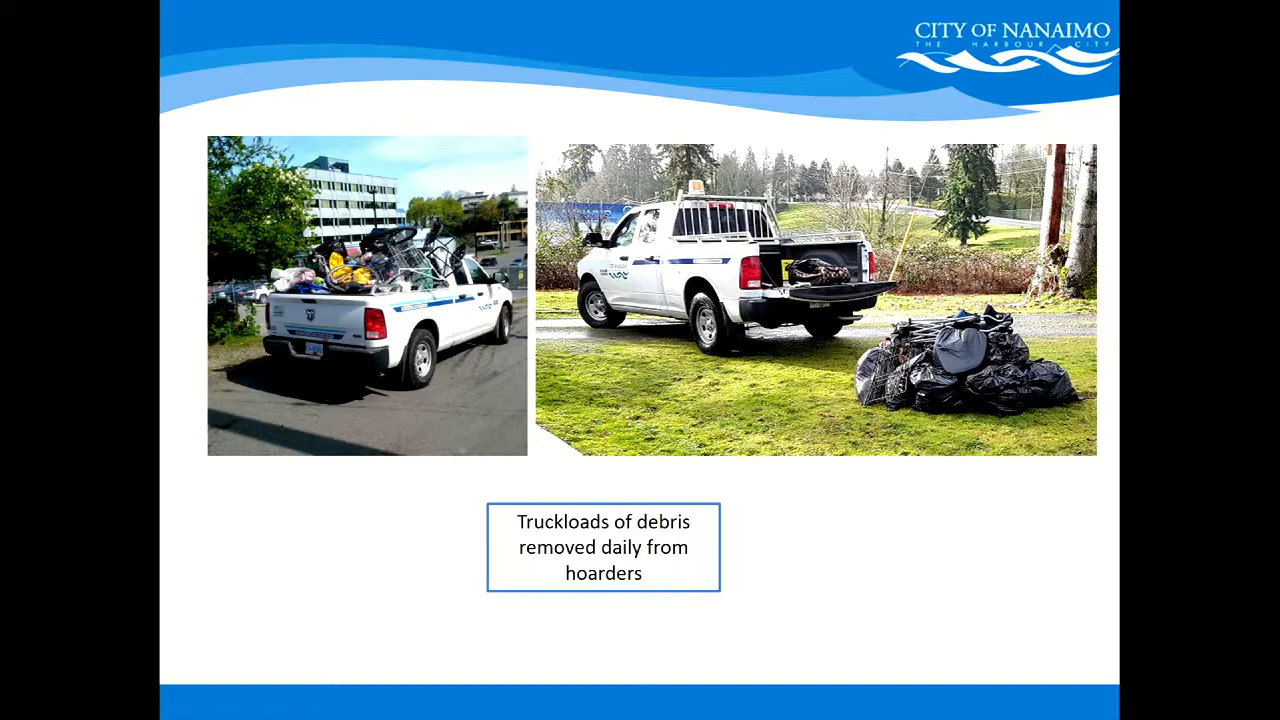 CITY OF NANAIMO
THE HARBOUR CITY
Truckloads of debris
removed daily from
hoarders